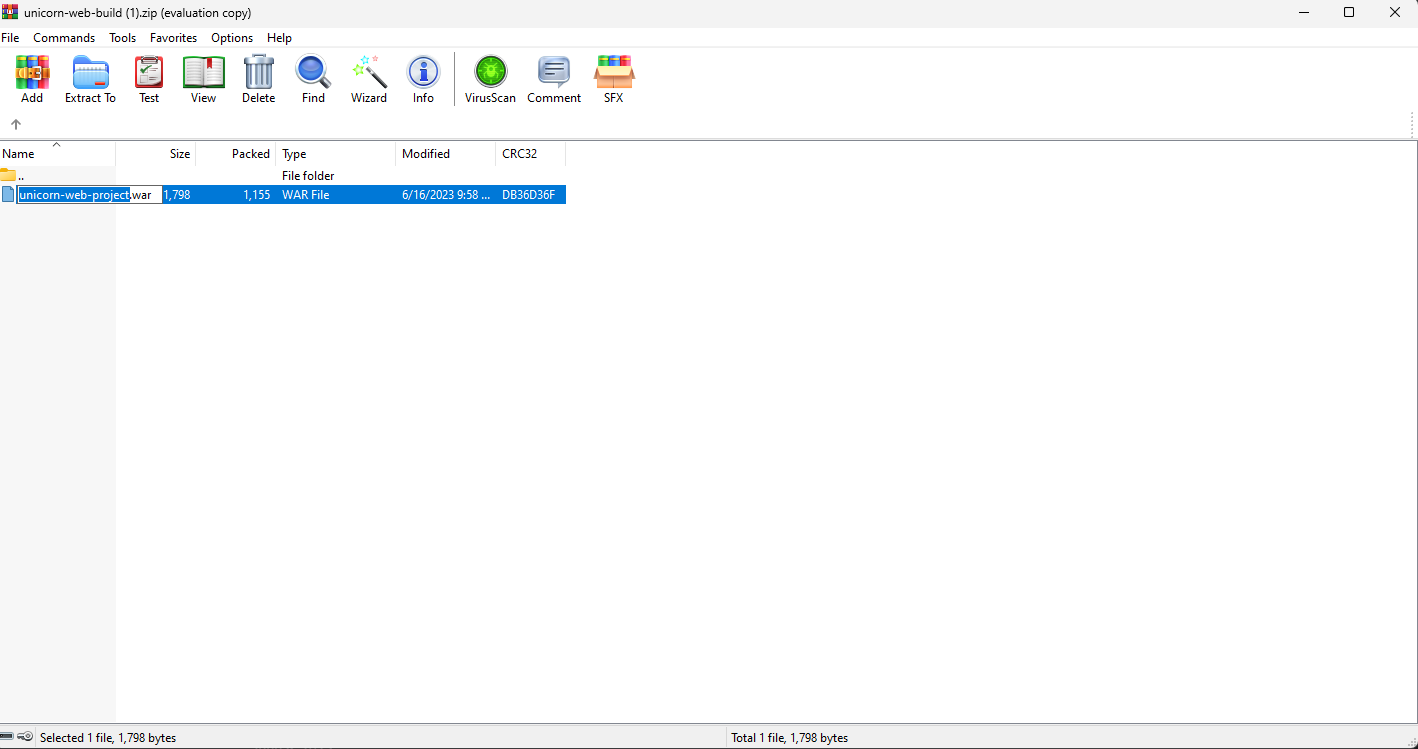 unicorn-web-build (1).zip (evaluation copy)
File Commands Tools Favorites Options Help
Add Extract To Test View Delete Find Wizard Info VirusScan Comment SFX
Name Size Packed Type Modified CRC32
.. File folder
unicorn-web-project.war 1,798 1,155 WAR File 6/16/2023 9:58 ... DB36D36F
Selected 1 file, 1,798 bytes Total 1 file, 1,798 bytes